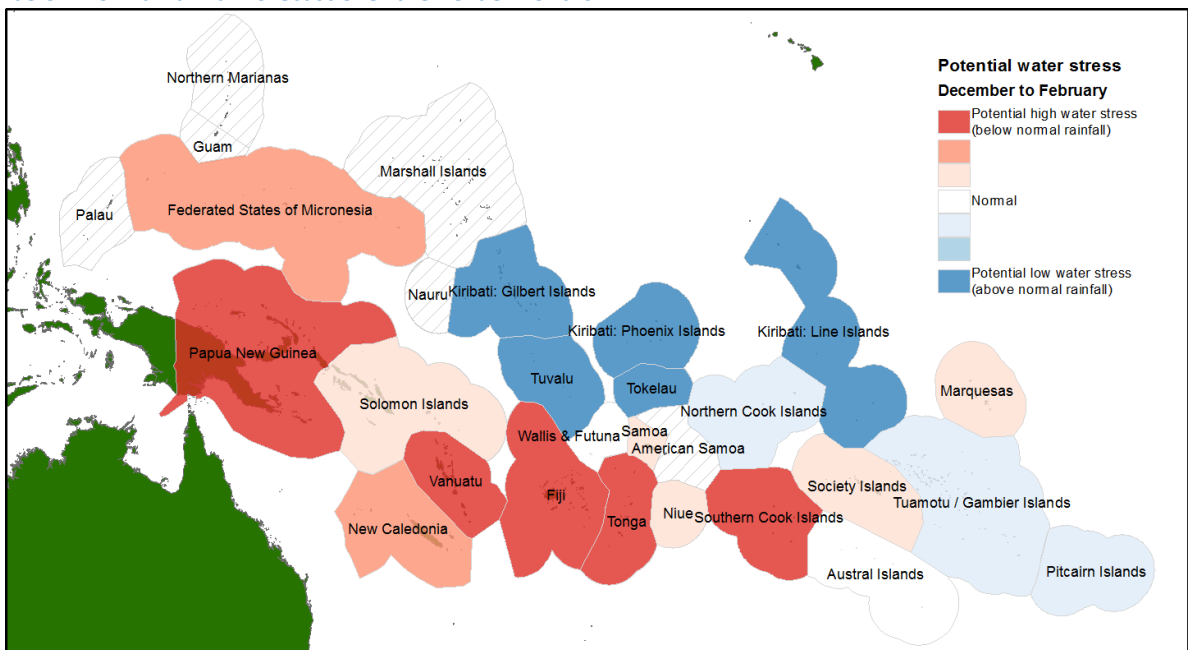 Northern Marianas
Guam
Marshall Islands
Palau
Federated States of Micronesia
Nauru
Kiribati: Gilbert Islands
Kiribati: Phoenix Islands
Kiribati: Line Islands
Papua New Guinea
Tuvalu
Tokelau
Marquesas
Solomon Islands
Northern Cook Islands
Wallis & Futuna
Samoa
American Samoa
Vanuatu
Fiji
Society Islands
Tuamotu / Gambier Islands
New Caledonia
Tonga
Niue
Southern Cook Islands
Austral Islands
Pitcairn Islands
Potential water stress
December to February
Potential high water stress
(below normal rainfall)
Normal
Potential low water stress
(above normal rainfall)